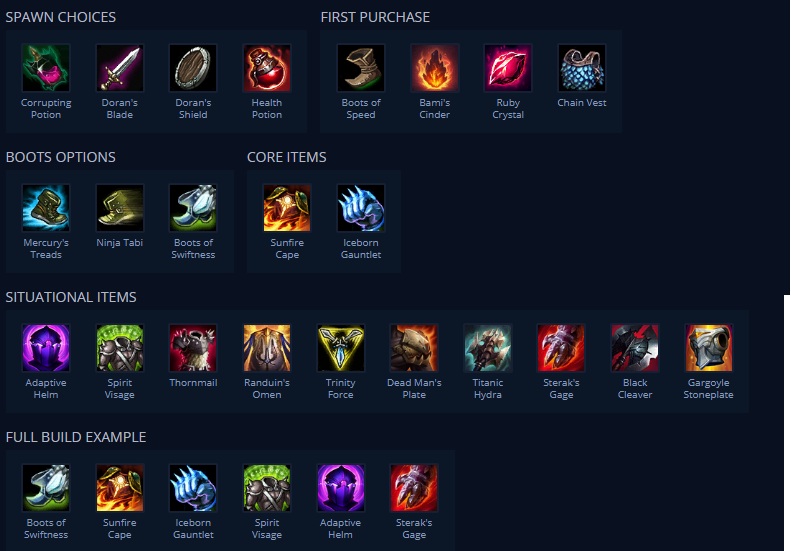 SPAWN CHOICES
FIRST PURCHASE
Corrupting
Potion
Doran's
Blade
Doran's
Shield
Health
Potion
Boots of
Speed
Bami's
Cinder
Ruby
Crystal
Chain Vest
BOOTS OPTIONS
CORE ITEMS
Mercury's
Treads
Ninja Tabi
Boots of
Swiftness
Sunfire
Cape
Iceborn
Gauntlet
SITUATIONAL ITEMS
Adaptive
Helm
Spirit
Visage
Thornmail
Randuin's
Omen
Trinity
Force
Dead Man's
Plate
Titanic
Hydra
Sterak's
Gage
Black
Cleaver
Gargoyle
Stoneplate
FULL BUILD EXAMPLE
Boots of
Swiftness
Sunfire
Cape
Iceborn
Gauntlet
Spirit
Visage
Adaptive
Helm
Sterak's
Gage